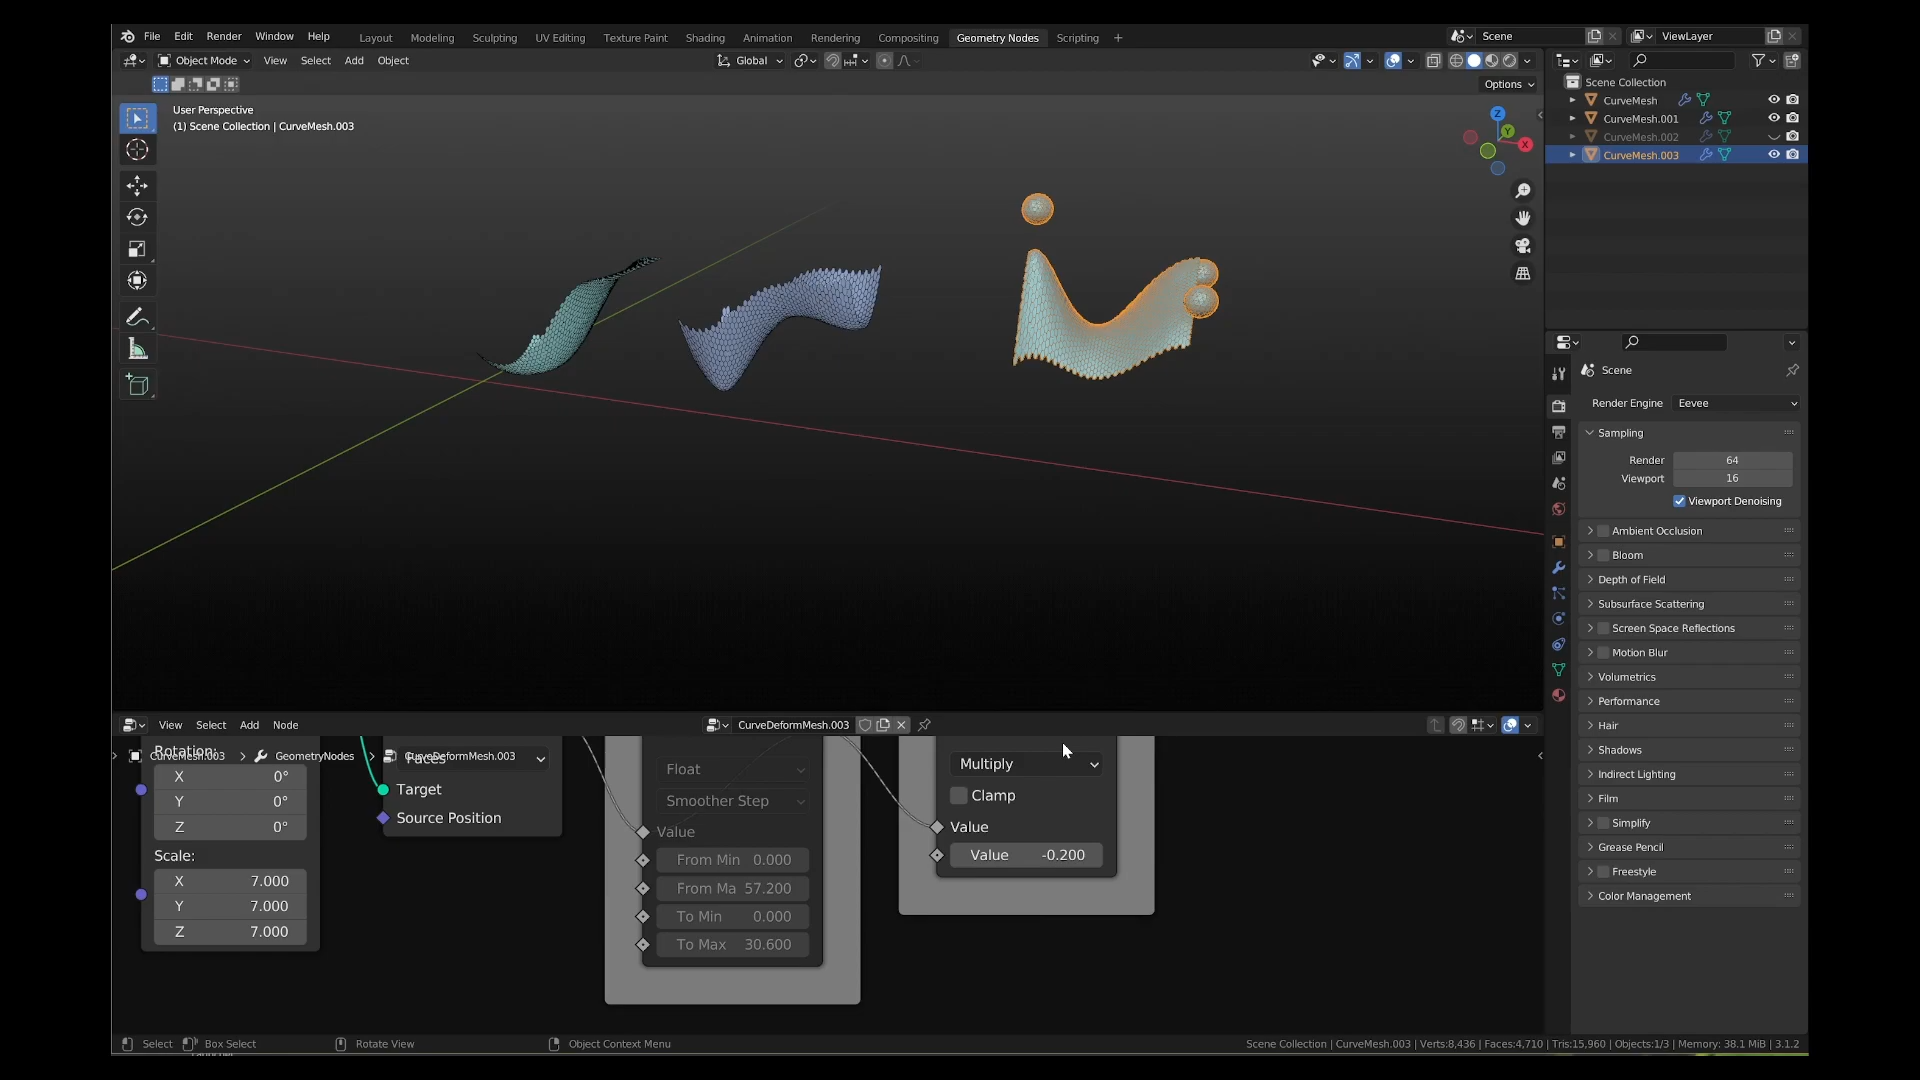 File Edit Render Window Help Layout Modeling Sculpting UV Editing Texture Paint Shading Animation Rendering Compositing Geometry Nodes Scripting + Scene ViewLayer
Object Mode View Select Add Object Global
Options
User Perspective
(1) Scene Collection | CurveMesh.003
Z
Y
X
Scene Collection
CurveMesh
CurveMesh.001
CurveMesh.002
CurveMesh.003
Scene
Render Engine Eevee
Sampling
Render 64
Viewport 16
Viewport Denoising
Ambient Occlusion
Bloom
Depth of Field
Subsurface Scattering
Screen Space Reflections
Motion Blur
Volumetrics
Performance
Hair
Shadows
Indirect Lighting
Film
Simplify
Grease Pencil
Freestyle
Color Management
View Select Add Node CurveDeformMesh.003
CurveMesh.003 GeometryNodes CurveDeformMesh.003
Rotation:
X 0°
Y 0°
Z 0°
Scale:
X 7.000
Y 7.000
Z 7.000
Faces
Target
Source Position
Float
Smoother Step
Value
From Min 0.000
From Ma 57.200
To Min 0.000
To Max 30.600
Multiply
Clamp
Value
Value -0.200
Select Box Select Rotate View Object Context Menu
Scene Collection | CurveMesh.003 | Verts:8,436 | Faces:4,710 | Tris:15,960 | Objects:1/3 | Memory: 38.1 MiB | 3.1.2